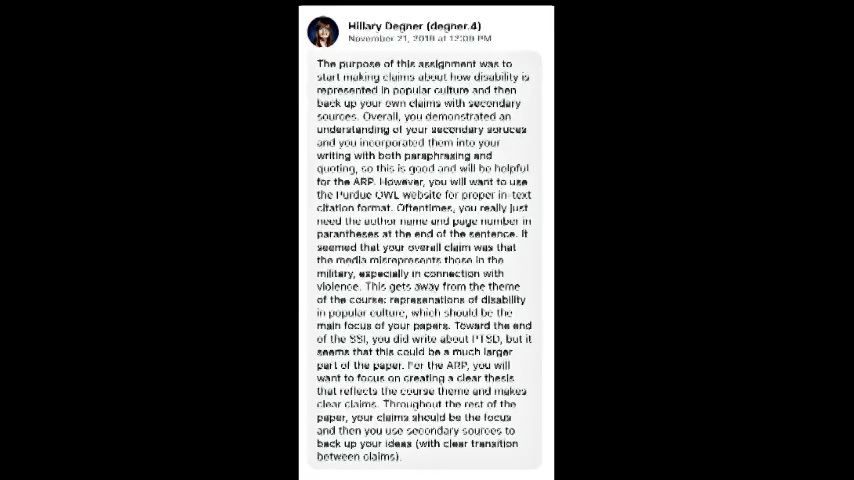 Hillary Degner (degner.4)
November 21, 2018 at 12:09 PM
The purpose of this assignment was to
start making claims about how disability is
represented in popular culture and then
back up your own claims with secondary
sources. Overall, you demonstrated an
understanding of your secondary soruces
and you incorporated them into your
writing with both paraphrasing and
quoting, so this is good and will be helpful
for the ARP. However, you will want to use
the Purdue OWL website for proper in-text
citation format. Oftentimes, you really just
need the author name and page number in
parantheses at the end of the sentence. It
seemed that your overall claim was that
the media misrepresents those in the
military, especially in connection with
violence. This gets away from the theme
of the course: represenations of disability
in popular culture, which should be the
main focus of your papers. Toward the end
of the SSI, you did write about PTSD, but it
seems that this could be a much larger
part of the paper. For the ARP, you will
want to focus on creating a clear thesis
that reflects the course theme and makes
clear claims. Throughout the rest of the
paper, your claims should be the focus
and then you use secondary sources to
back up your ideas (with clear transition
between claims).